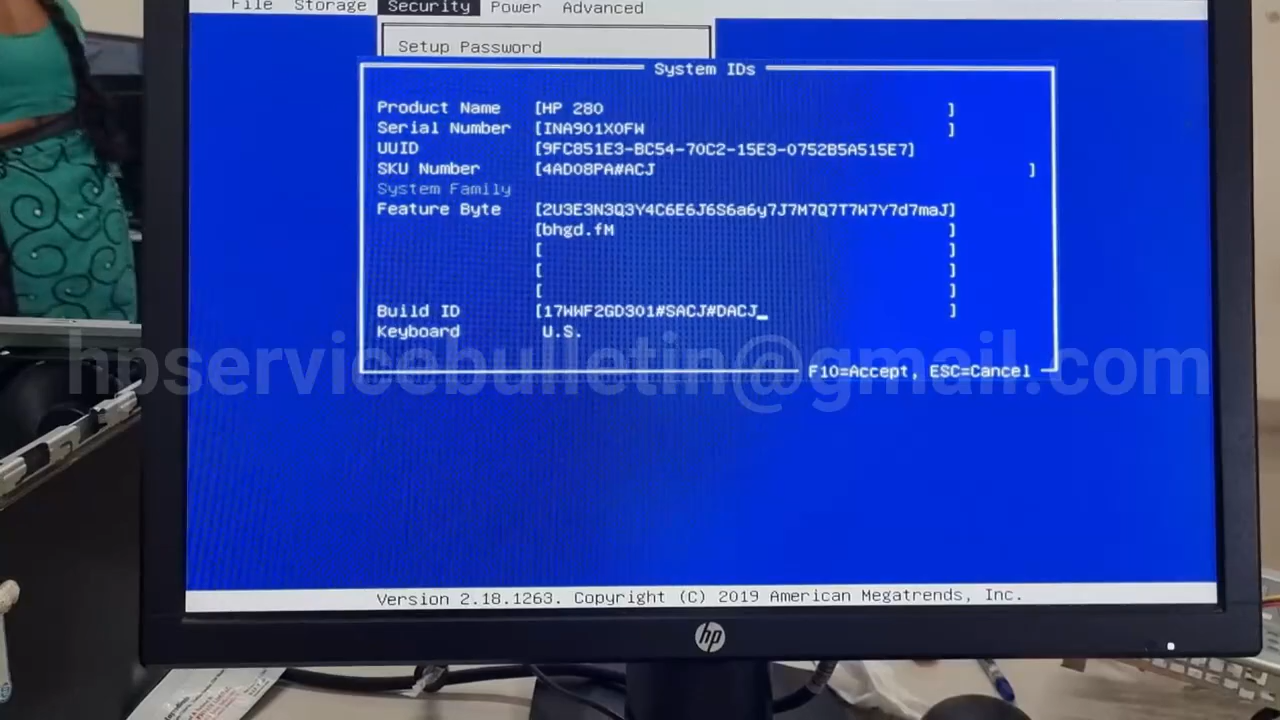 File Storage Security Power Advanced
Setup Password
System IDs
Product Name [HP 280 ]
Serial Number [INA901X0FW ]
UUID [9FC851E3-BC54-70C2-15E3-0752B5A515E7]
SKU Number [4AD08PA#ACJ ]
System Family
Feature Byte [2U3E3N3Q3Y4C6E6J6S6a6y7J7M7Q7T7W7Y7d7maJ]
[bhgd.fM ]
[ ]
[ ]
[ ]
Build ID [17WWF2GD301#SACJ#DACJ_ ]
Keyboard U.S.
hpservicebulletin@gmail.com
F10=Accept, ESC=Cancel
Version 2.18.1263. Copyright (C) 2019 American Megatrends, Inc.
hp